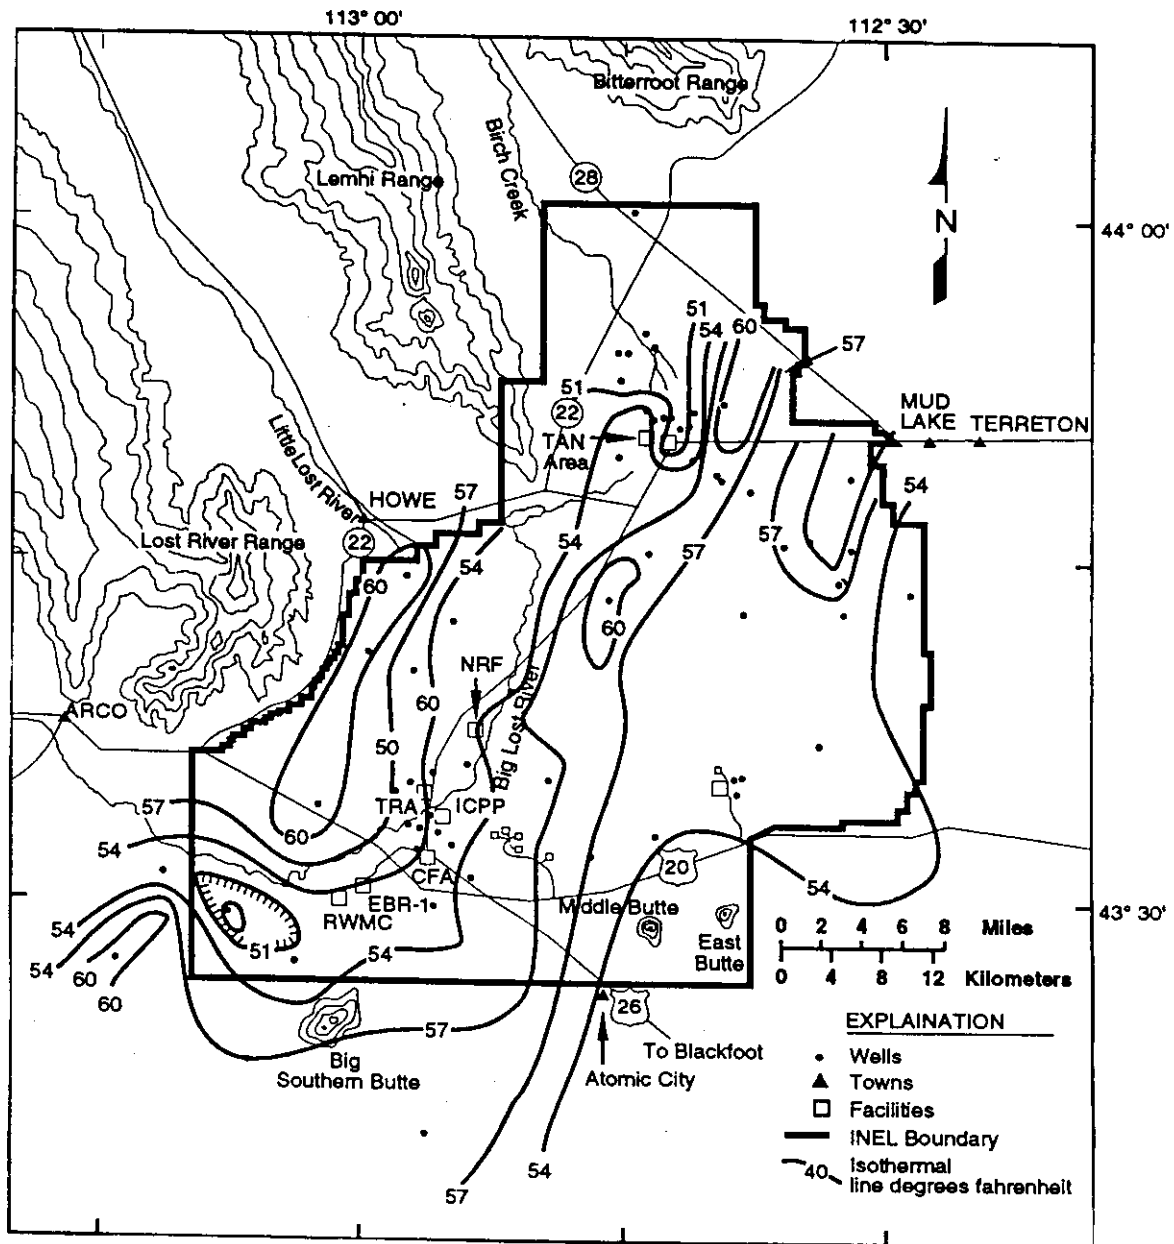 113° 00'
112° 30'
Bitterroot Range
Birch Creek
Lemhi Range
28
N
44° 00'
51
54
60
57
51
22
TAN
Area
MUD
LAKE
TERRETON
Little Lost River
HOWE
57
54
Lost River Range
22
60
54
57
54
60
NRF
60
ARCO
50
Big Lost River
57
TRA
ICPP
60
54
CFA
20
54
EBR-1
RWMC
Middle Butte
East
Butte
54
51
54
54
60
60
57
43° 30'
0 2 4 6 8 Miles
0 4 8 12 Kilometers
26
To Blackfoot
Atomic City
Big
Southern Butte
54
57
EXPLAINATION
Wells
Towns
Facilities
INEL Boundary
40
Isothermal
line degrees fahrenheit